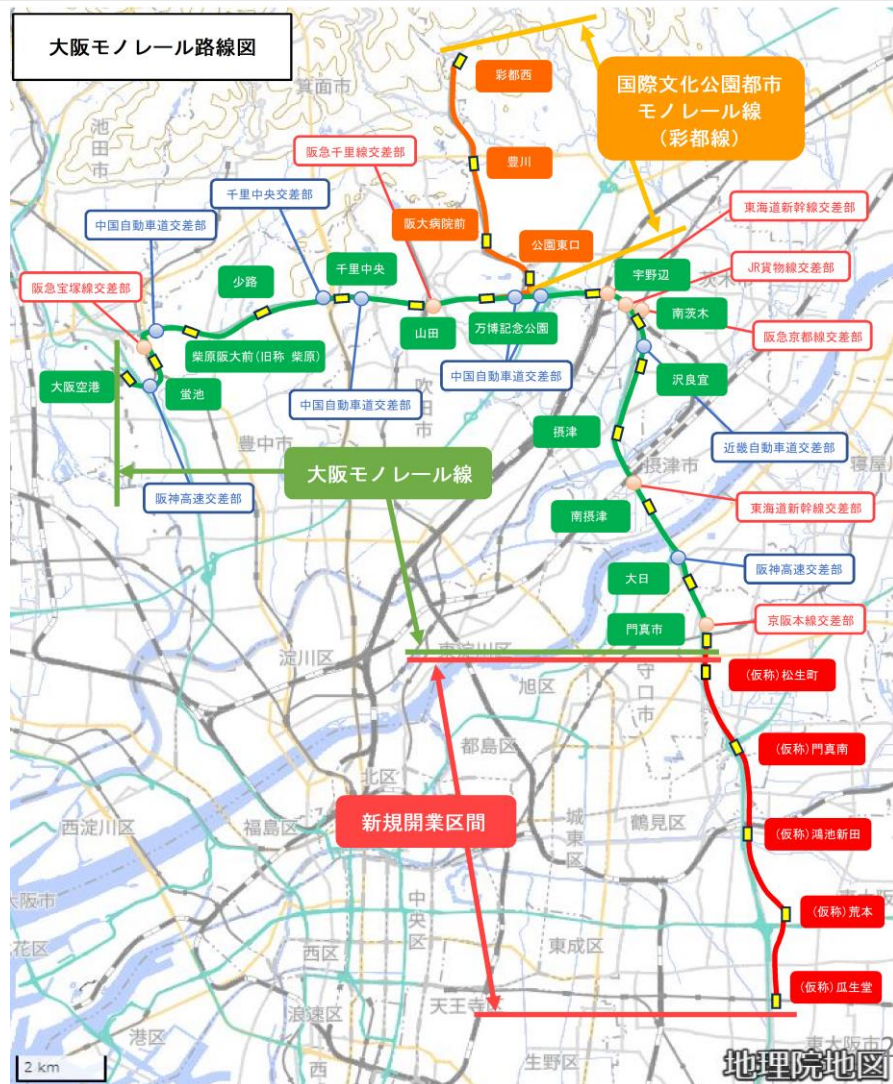 大阪モノレール路線図
箕面市
池田市
彩都西
国際文化公園都市
モノレール線
(彩都線)
阪急千里線交差部
豊川
千里中央交差部
中国自動車道交差部
阪大病院前
東海道新幹線交差部
公園東口
千里中央
宇野辺
茨木市
JR貨物線交差部
少路
阪急宝塚線交差部
南茨木
山田
万博記念公園
阪急京都線交差部
柴原阪大前(旧称 柴原)
大阪空港
蛍池
中国自動車道交差部
中国自動車道交差部
沢良宜
吹田市
豊中市
摂津
近畿自動車道交差部
大阪モノレール線
摂津市
寝屋川
阪神高速交差部
南摂津
東海道新幹線交差部
大日
阪神高速交差部
門真市
京阪本線交差部
東淀川区
淀川区
旭区
守口市
(仮称)松生町
都島区
(仮称)門真南
北区
新規開業区間
西淀川区
福島区
城東区
鶴見区
(仮称)鴻池新田
大阪市
中央区
東大阪
(仮称)荒本
花区
西区
東成区
(仮称)瓜生堂
天王寺区
浪速区
港区
東大阪市
2 km
西
生野区
地理院地図